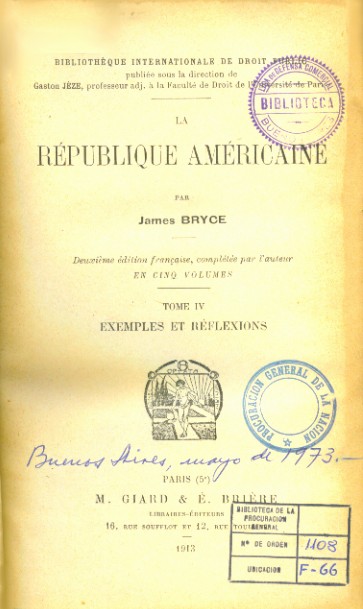 BIBLIOTHÈQUE INTERNATIONALE DE DROIT PUBLIC
publiée sous la direction de
Gaston JÈZE, professeur adj. à la Faculté de Droit de l'Université de Paris
DE DEFENSA COMERCIAL
BIBLIOTECA
LA
RÉPUBLIQUE AMÉRICAINE
PAR
James BRYCE
Deuxième édition française, complétée par l'auteur
EN CINQ VOLUMES
TOME IV
EXEMPLES ET RÉFLEXIONS
PROCURACION GENERAL DE LA NACION
Buenos Aires, mayo de 1973.-
PARIS (5e)
M. GIARD & É. BRIÈRE
LIBRAIRES-ÉDITEURS
16, RUE SOUFFLOT ET 12, RUE
1913
BIBLIOTECA DE LA
PROCURACION
GENERAL
Nº DE ORDEN 1108
UBICACION F-66